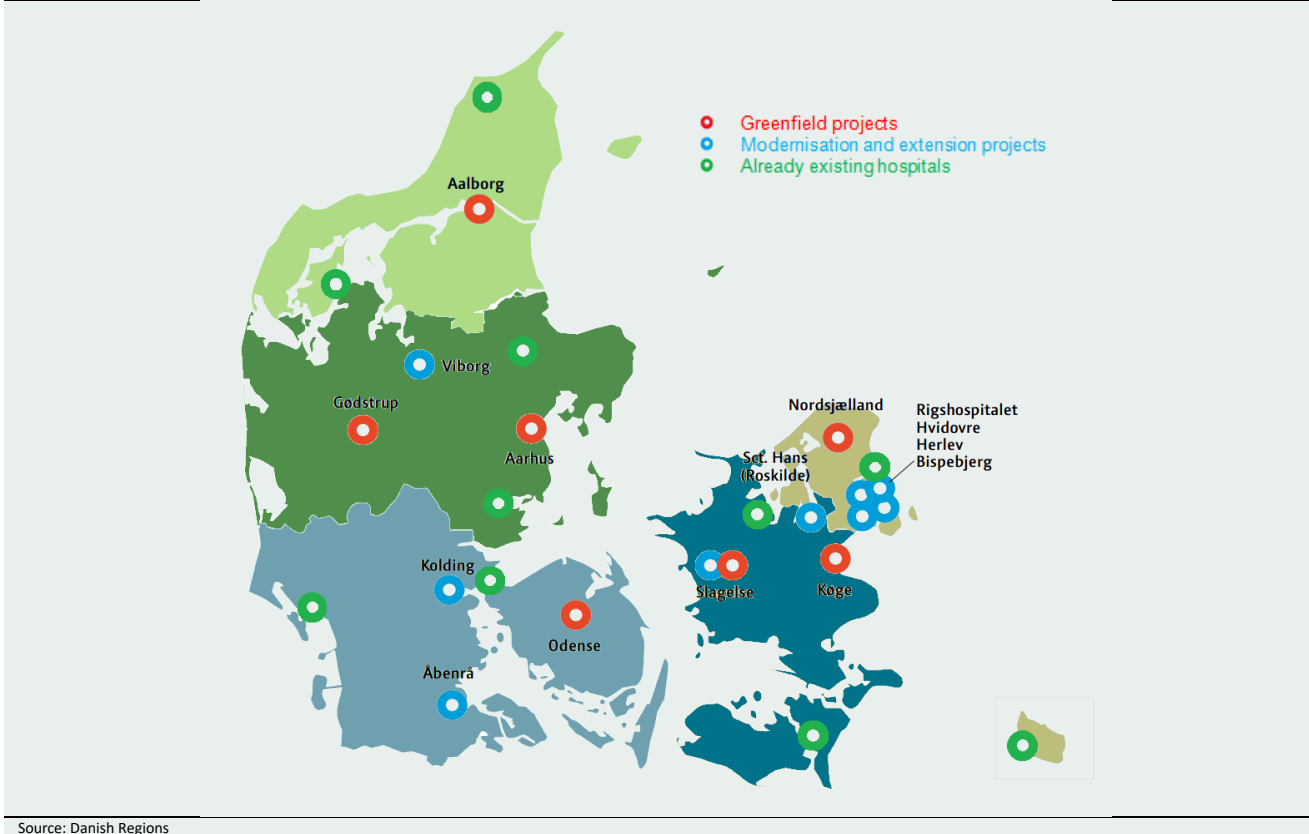 Greenfield projects
Modernisation and extension projects
Already existing hospitals
Aalborg
Viborg
Gødstrup
Aarhus
Nordsjælland
Rigshospitalet
Hvidovre
Herlev
Bispebjerg
Sct. Hans
(Roskilde)
Kolding
Slagelse
Køge
Odense
Åbenrå
Source: Danish Regions